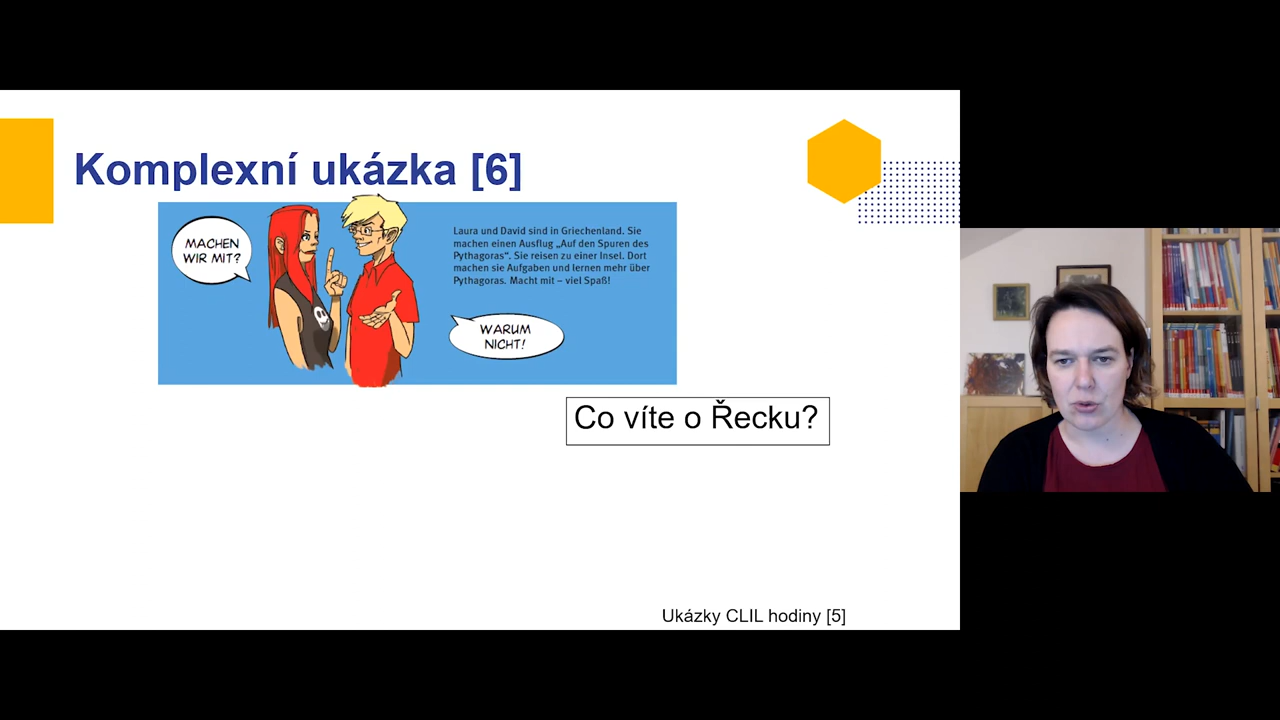 Komplexní ukázka [6]
MACHEN
WIR MIT?
Laura und David sind in Griechenland. Sie
machen einen Ausflug „Auf den Spuren des
Pythagoras“. Sie reisen zu einer Insel. Dort
machen sie Aufgaben und lernen mehr über
Pythagoras. Macht mit – viel Spaß!
WARUM
NICHT!
Co víte o Řecku?
Ukázky CLIL hodiny [5]